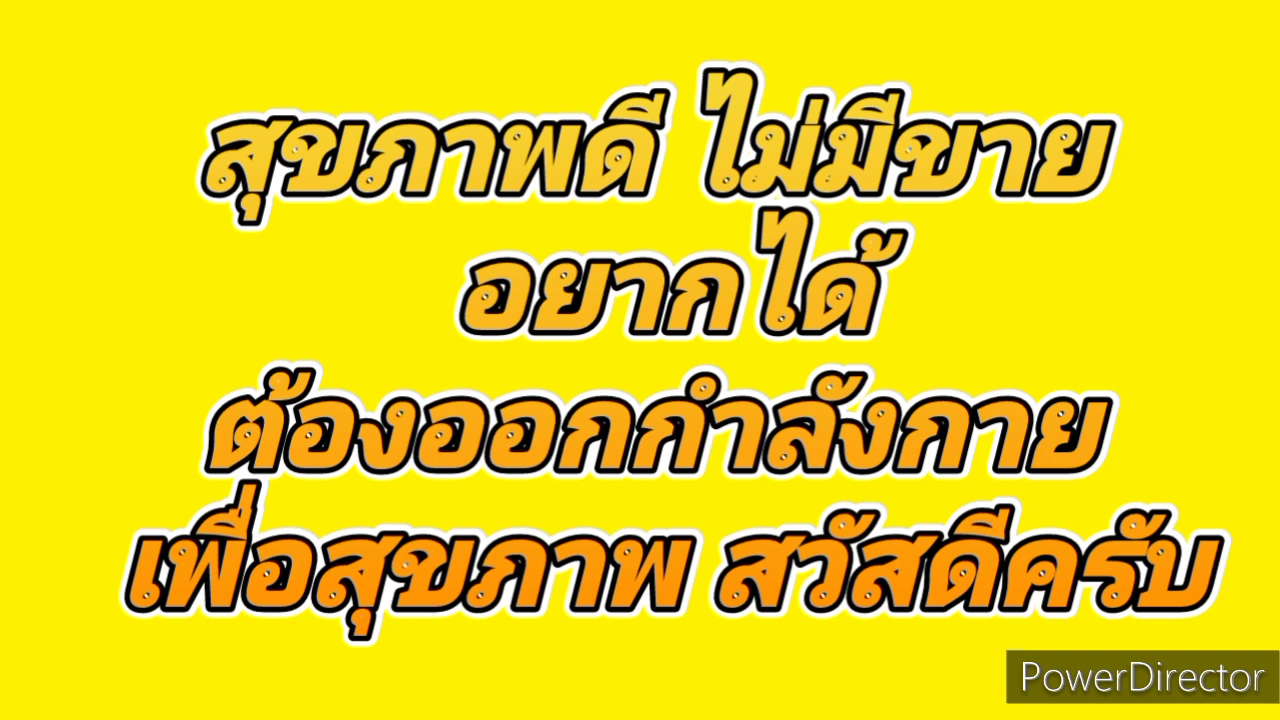 สุขภาพดี ไม่มีขาย
อยากได้
ต้องออกกำลังกาย
เพื่อสุขภาพ สวัสดีครับ
PowerDirector